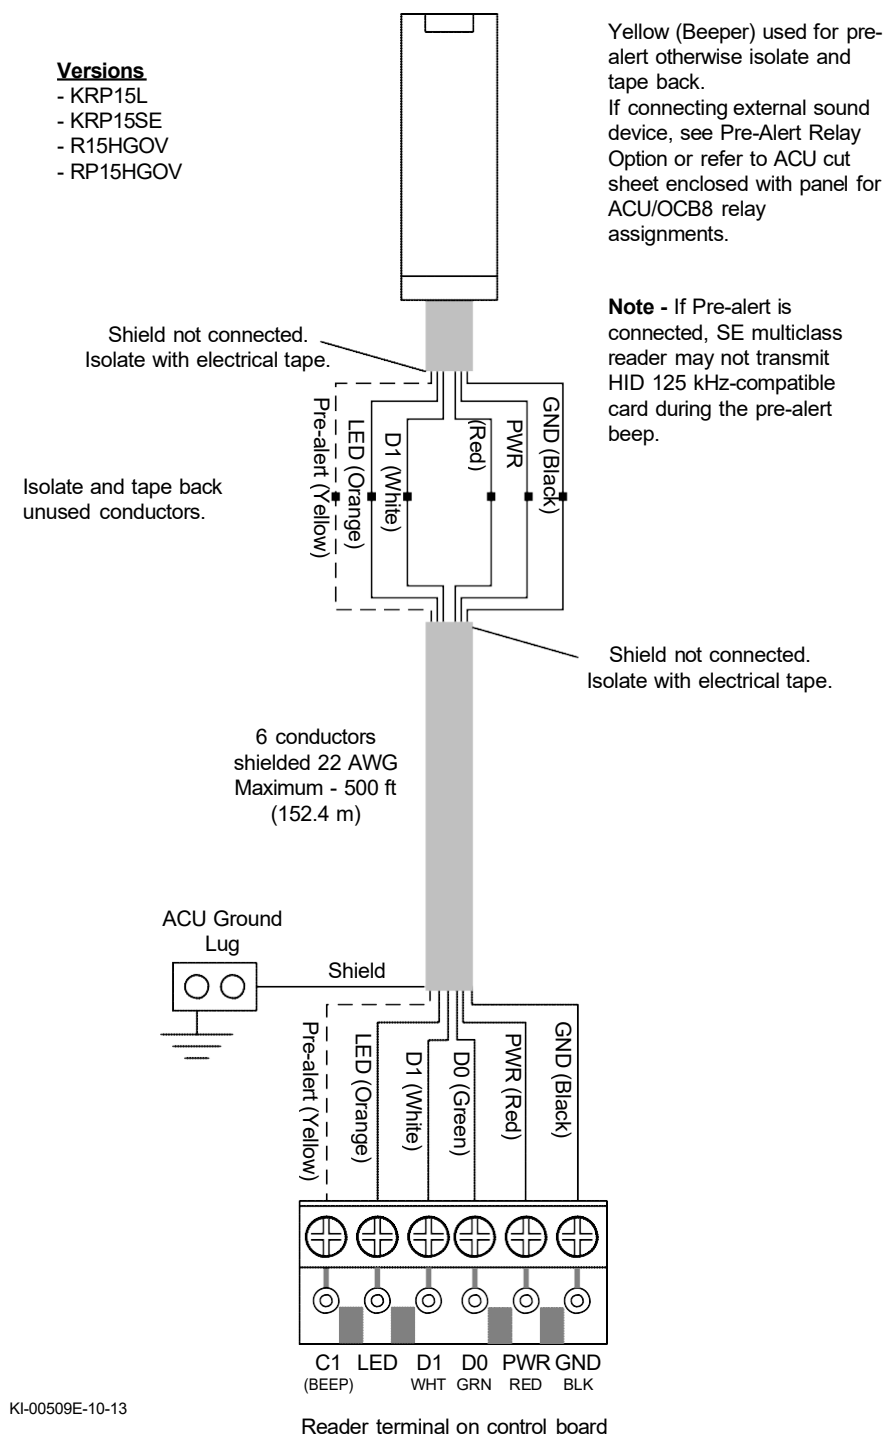 Versions
- KRP15L
- KRP15SE
- R15HGOV
- RP15HGOV
Yellow (Beeper) used for pre-
alert otherwise isolate and
tape back.
If connecting external sound
device, see Pre-Alert Relay
Option or refer to ACU cut
sheet enclosed with panel for
ACU/OCB8 relay
assignments.
Note - If Pre-alert is
connected, SE multiclass
reader may not transmit
HID 125 kHz-compatible
card during the pre-alert
beep.
Shield not connected.
Isolate with electrical tape.
Pre-alert (Yellow)
LED (Orange)
D1 (White)
(Red)
PWR
GND (Black)
Isolate and tape back
unused conductors.
Shield not connected.
Isolate with electrical tape.
6 conductors
shielded 22 AWG
Maximum - 500 ft
(152.4 m)
ACU Ground
Lug
Shield
Pre-alert (Yellow)
LED (Orange)
D1 (White)
D0 (Green)
PWR (Red)
GND (Black)
C1 LED D1 D0 PWR GND
(BEEP) WHT GRN RED BLK
KI-00509E-10-13
Reader terminal on control board